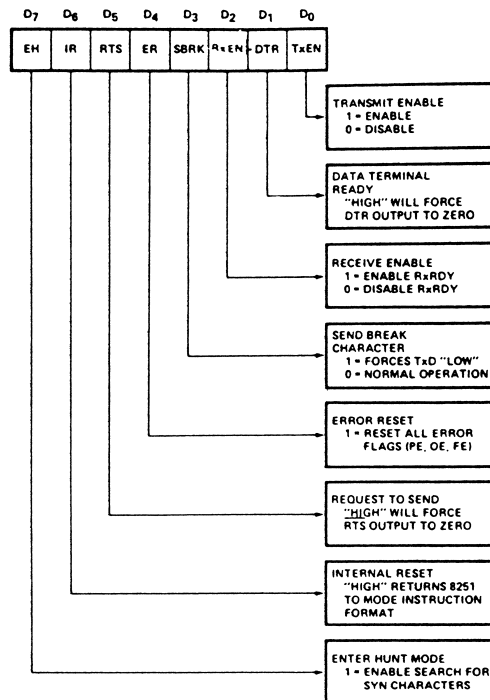 D7 D6 D5 D4 D3 D2 D1 D0
EH IR RTS ER SBRK RxEN DTR TxEN
TRANSMIT ENABLE
1 = ENABLE
0 = DISABLE
DATA TERMINAL
READY
"HIGH" WILL FORCE
DTR OUTPUT TO ZERO
RECEIVE ENABLE
1 = ENABLE RxRDY
0 = DISABLE RxRDY
SEND BREAK
CHARACTER
1 = FORCES TxD "LOW"
0 = NORMAL OPERATION
ERROR RESET
1 = RESET ALL ERROR
FLAGS (PE, OE, FE)
REQUEST TO SEND
"HIGH" WILL FORCE
RTS OUTPUT TO ZERO
INTERNAL RESET
"HIGH" RETURNS 8251
TO MODE INSTRUCTION
FORMAT
ENTER HUNT MODE
1 = ENABLE SEARCH FOR
SYN CHARACTERS